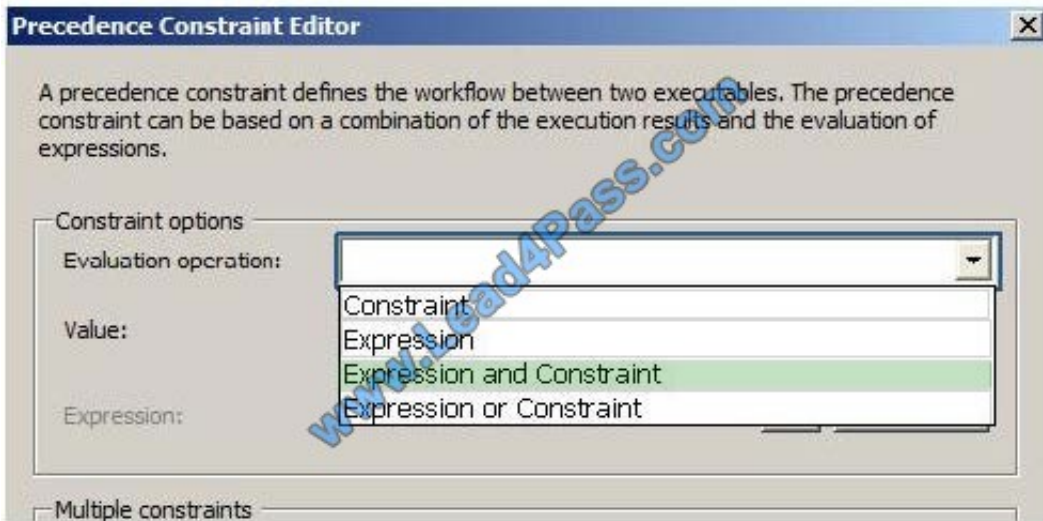 Precedence Constraint Editor
A precedence constraint defines the workflow between two executables. The precedence
constraint can be based on a combination of the execution results and the evaluation of
expressions.
Constraint options
Evaluation operation:
Constraint
Value:
Expression
Expression and Constraint
Expression or Constraint
Expression:
Multiple constraints
www.Lead4Pass.com